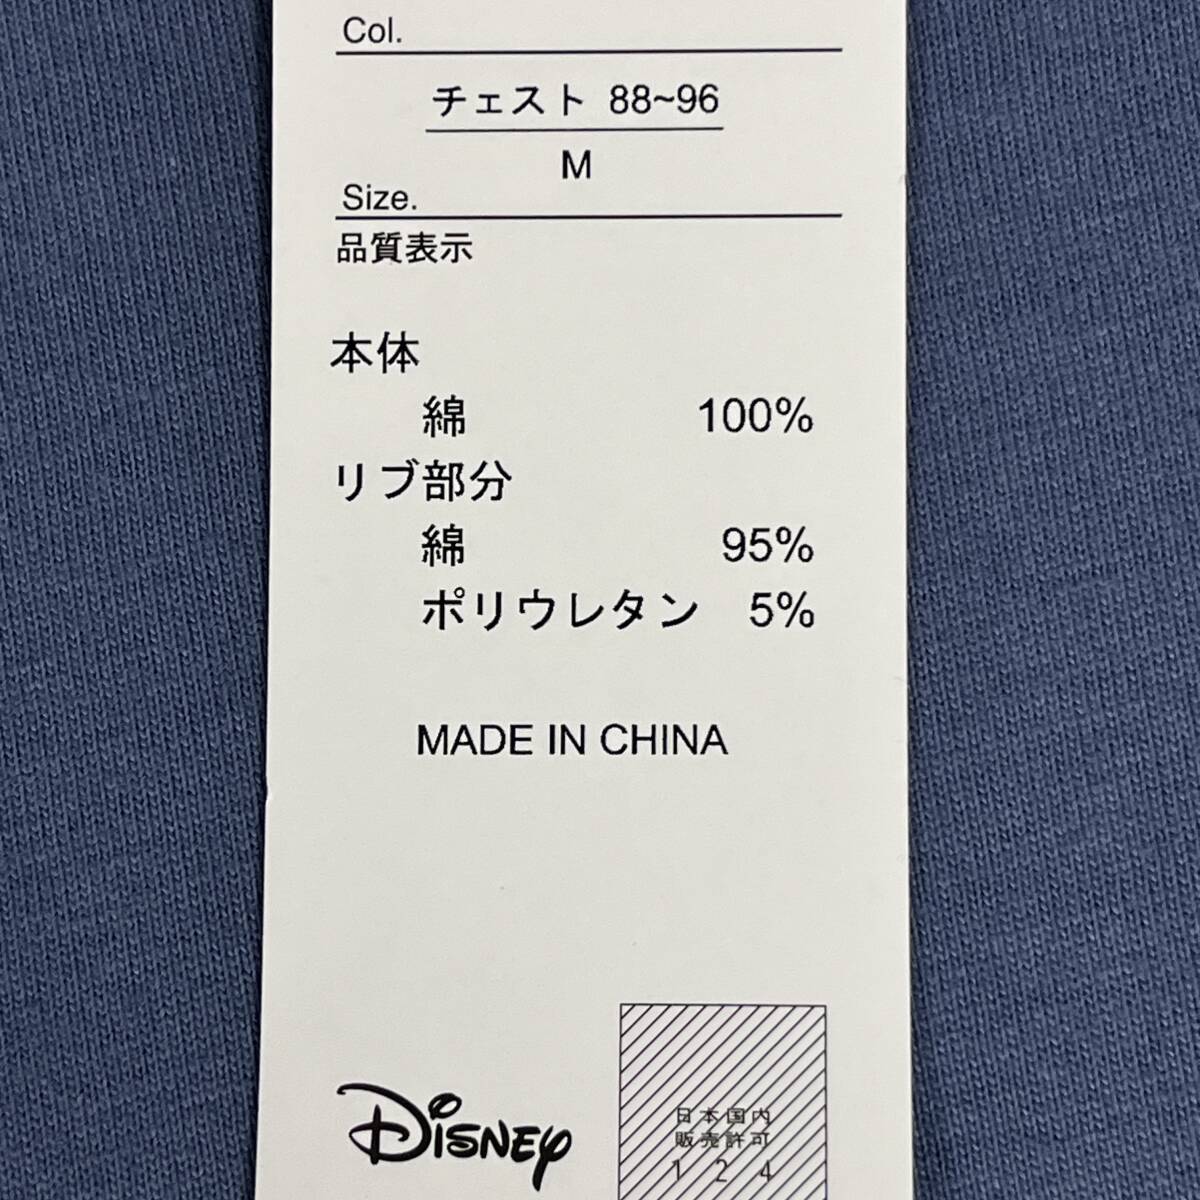 Col.
チェスト 88~96
M
Size.
品質表示
本体
綿 100%
リブ部分
綿 95%
ポリウレタン 5%
MADE IN CHINA
Disney
日本国内
販売許可
1 2 4